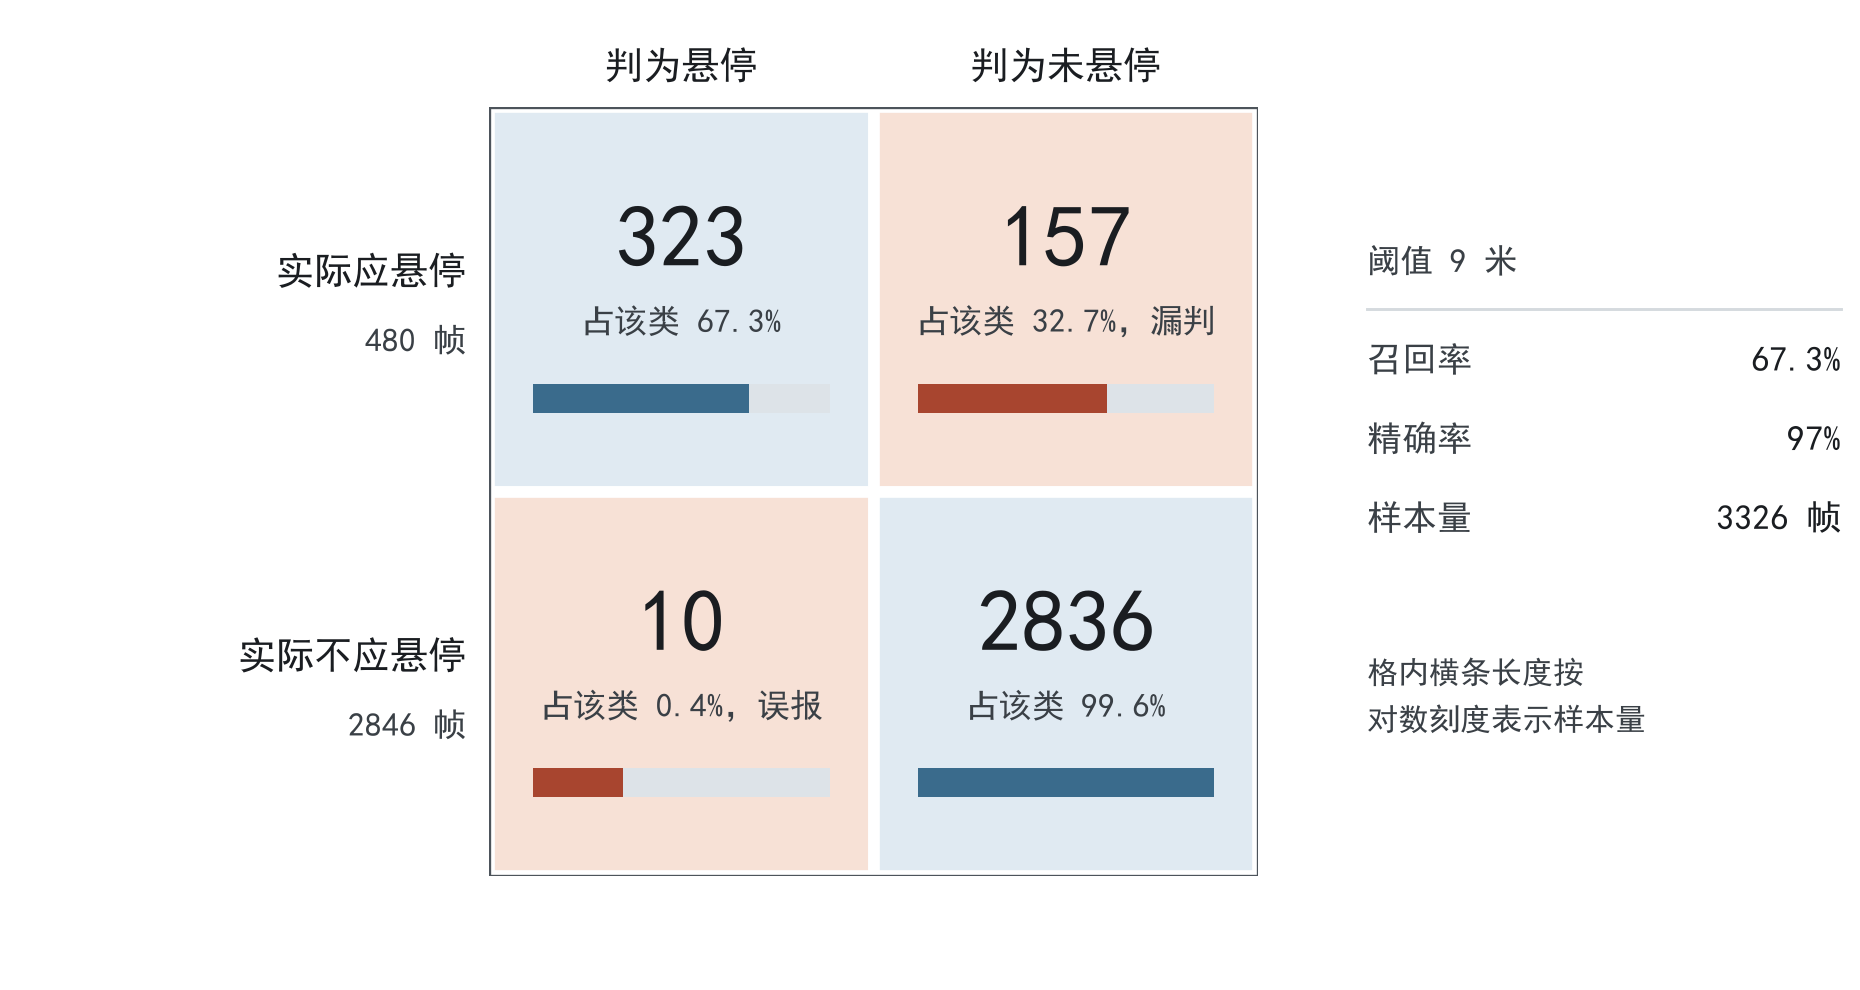 判为悬停
判为未悬停
实际应悬停
480 帧
323
占该类 67.3%
157
占该类 32.7%，漏判
实际不应悬停
2846 帧
10
占该类 0.4%，误报
2836
占该类 99.6%
阈值 9 米
召回率 67.3%
精确率 97%
样本量 3326 帧
格内横条长度按
对数刻度表示样本量